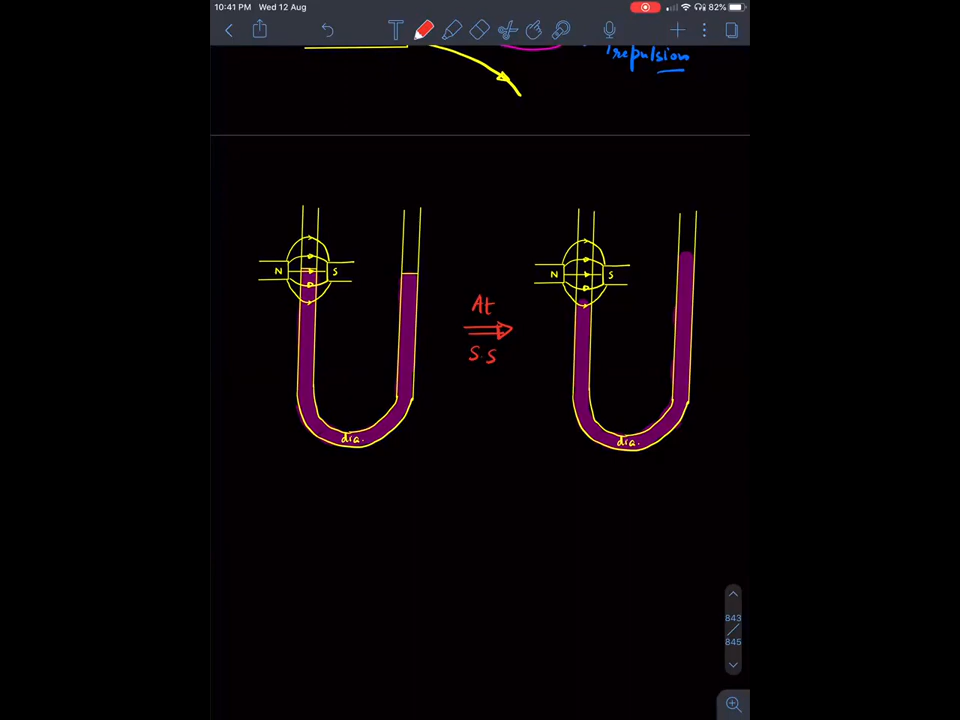 10:41 PM Wed 12 Aug
82%
T
repulsion
N S
N S
At
S.S
dia.
dia.
843
845